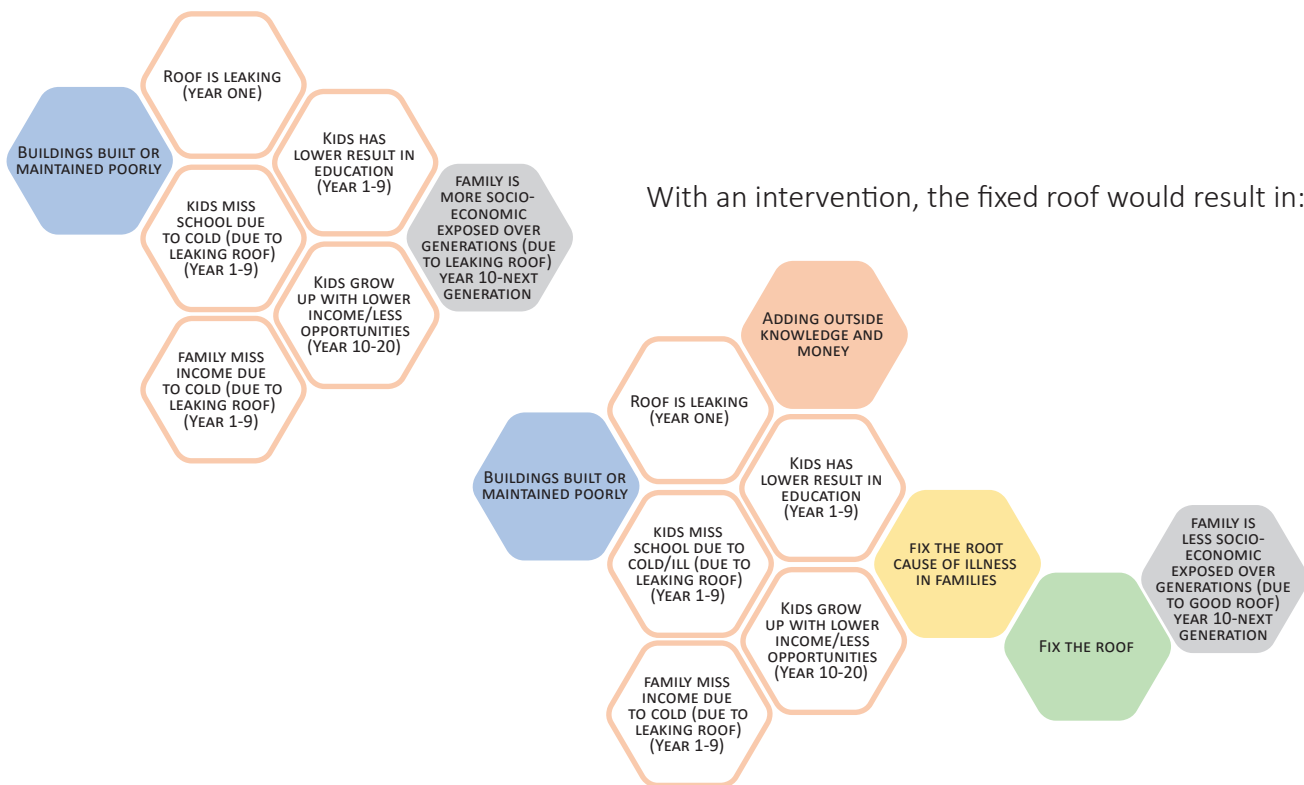 ROOF IS LEAKING
(YEAR ONE)
BUILDINGS BUILT OR
MAINTAINED POORLY
KIDS HAS
LOWER RESULT IN
EDUCATION
(YEAR 1-9)
KIDS MISS
SCHOOL DUE
TO COLD (DUE TO
LEAKING ROOF)
(YEAR 1-9)
FAMILY IS
MORE SOCIO-
ECONOMIC
EXPOSED OVER
GENERATIONS (DUE
TO LEAKING ROOF)
YEAR 10-NEXT
GENERATION
KIDS GROW
UP WITH LOWER
INCOME/LESS
OPPORTUNITIES
(YEAR 10-20)
FAMILY MISS
INCOME DUE
TO COLD (DUE TO
LEAKING ROOF)
(YEAR 1-9)
With an intervention, the fixed roof would result in:
ADDING OUTSIDE
KNOWLEDGE AND
MONEY
ROOF IS LEAKING
(YEAR ONE)
BUILDINGS BUILT OR
MAINTAINED POORLY
KIDS HAS
LOWER RESULT IN
EDUCATION
(YEAR 1-9)
KIDS MISS
SCHOOL DUE TO
COLD/ILL (DUE TO
LEAKING ROOF)
(YEAR 1-9)
FIX THE ROOT
CAUSE OF ILLNESS
IN FAMILIES
FAMILY IS
LESS SOCIO-
ECONOMIC
EXPOSED OVER
GENERATIONS (DUE
TO GOOD ROOF)
YEAR 10-NEXT
GENERATION
KIDS GROW
UP WITH LOWER
INCOME/LESS
OPPORTUNITIES
(YEAR 10-20)
FIX THE ROOF
FAMILY MISS
INCOME DUE
TO COLD (DUE TO
LEAKING ROOF)
(YEAR 1-9)